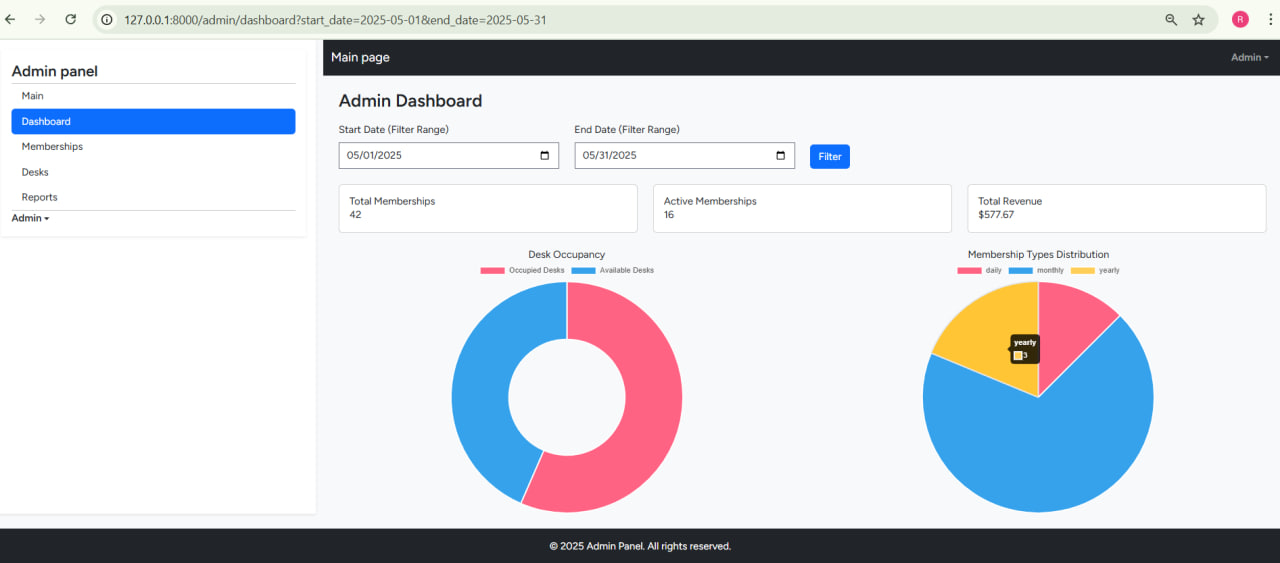 127.0.0.1:8000/admin/dashboard?start_date=2025-05-01&end_date=2025-05-31
R
Admin panel
Main
Dashboard
Memberships
Desks
Reports
Admin
Main page
Admin
Admin Dashboard
Start Date (Filter Range)
End Date (Filter Range)
05/01/2025
05/31/2025
Filter
Total Memberships
42
Active Memberships
16
Total Revenue
$577.67
Desk Occupancy
Occupied Desks Available Desks
Membership Types Distribution
daily monthly yearly
yearly
3
© 2025 Admin Panel. All rights reserved.